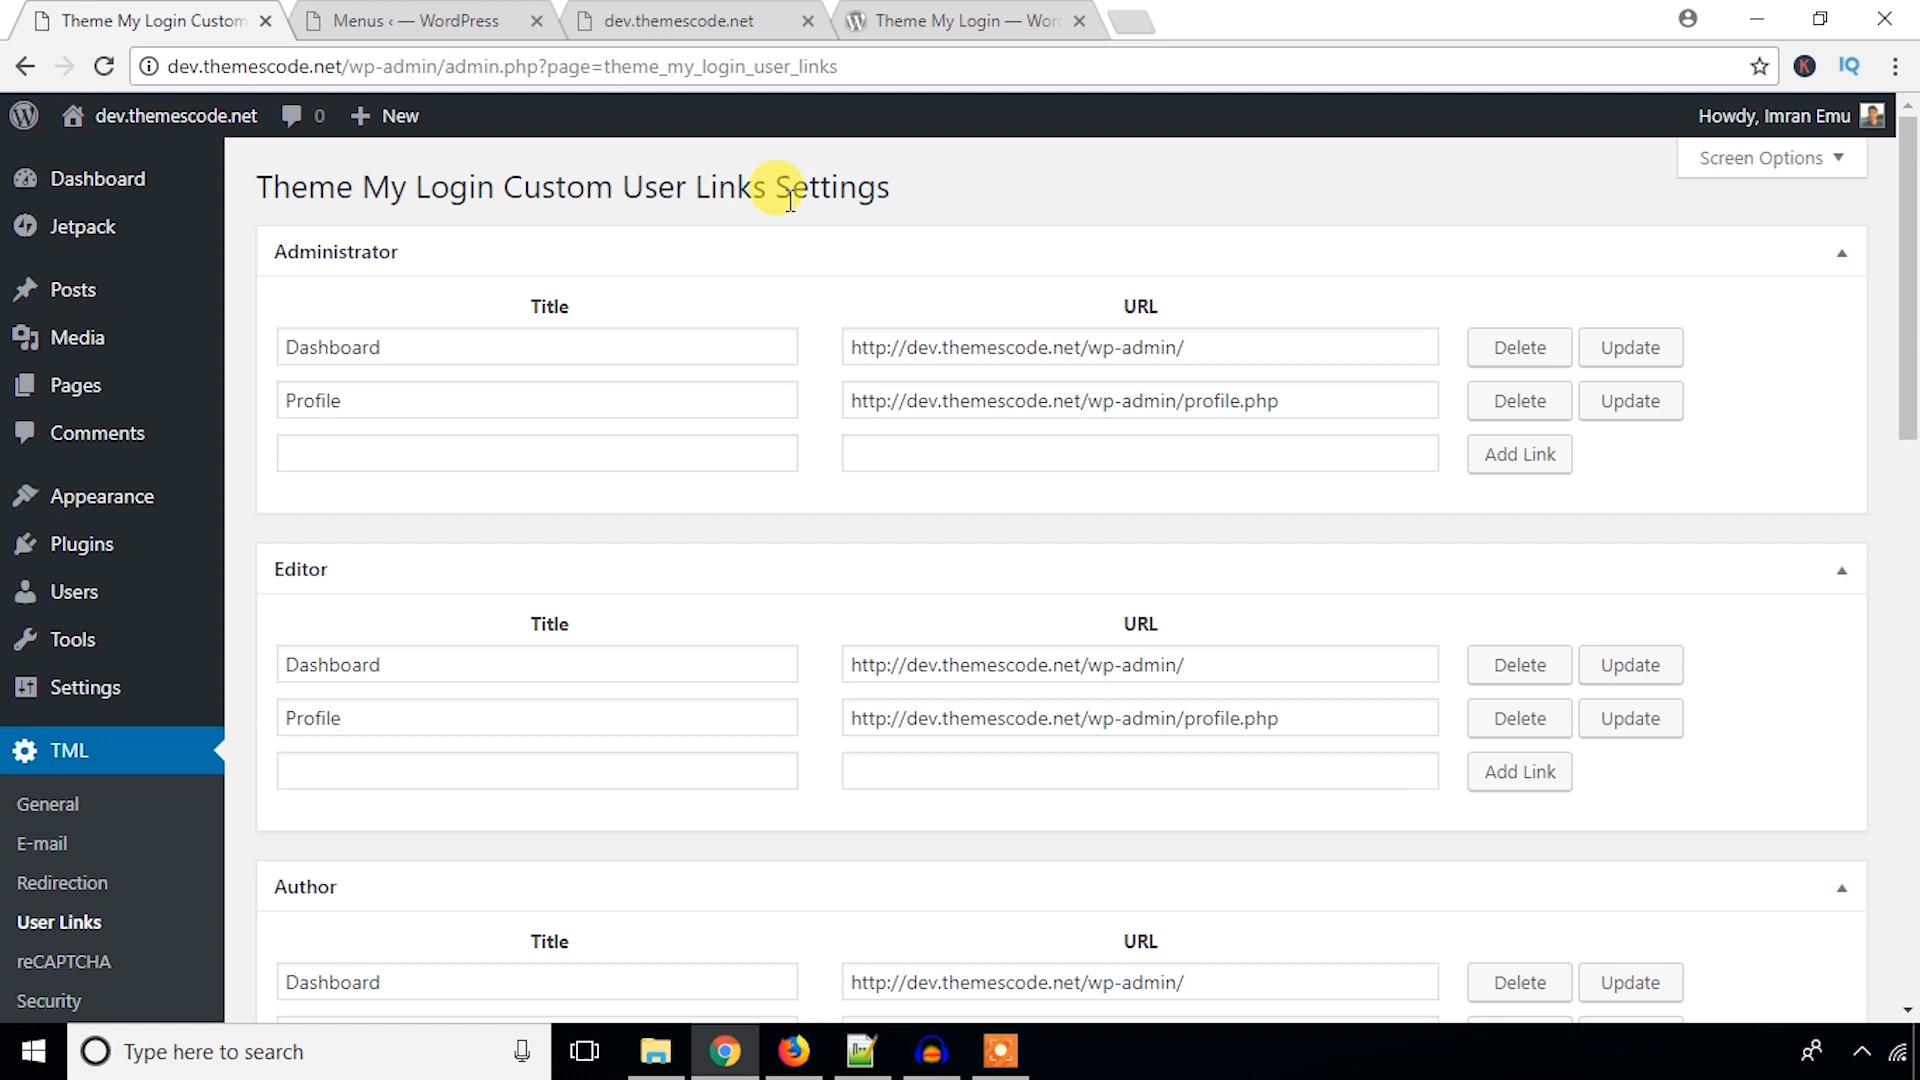 Theme My Login Custom
Menus ‹ — WordPress
dev.themescode.net
Theme My Login — Wor
dev.themescode.net/wp-admin/admin.php?page=theme_my_login_user_links
K
IQ
dev.themescode.net
0
New
Howdy, Imran Emu
Screen Options
Dashboard
Jetpack
Posts
Media
Pages
Comments
Appearance
Plugins
Users
Tools
Settings
TML
General
E-mail
Redirection
User Links
reCAPTCHA
Security
Theme My Login Custom User Links Settings
Administrator
Title URL
Dashboard http://dev.themescode.net/wp-admin/ Delete Update
Profile http://dev.themescode.net/wp-admin/profile.php Delete Update
Add Link
Editor
Title URL
Dashboard http://dev.themescode.net/wp-admin/ Delete Update
Profile http://dev.themescode.net/wp-admin/profile.php Delete Update
Add Link
Author
Title URL
Dashboard http://dev.themescode.net/wp-admin/ Delete Update
Type here to search